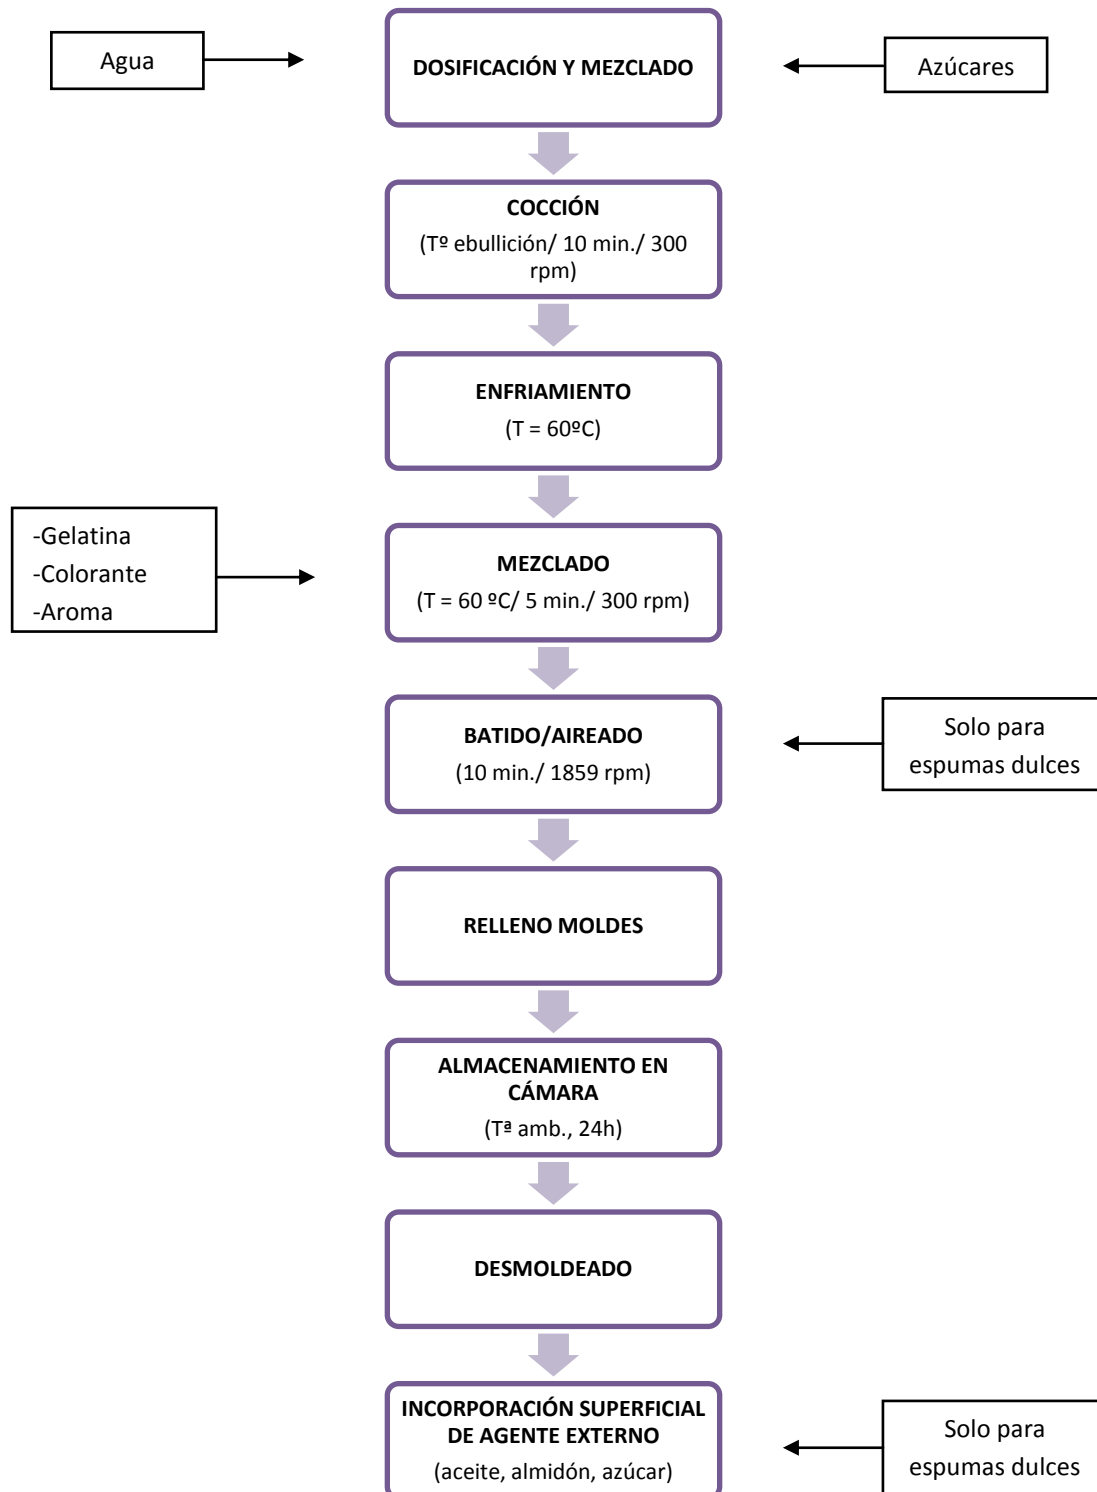 Agua
DOSIFICACIÓN Y MEZCLADO
Azúcares
COCCIÓN
(Tº ebullición/ 10 min./ 300
rpm)
ENFRIAMIENTO
(T = 60ºC)
-Gelatina
-Colorante
-Aroma
MEZCLADO
(T = 60 ºC/ 5 min./ 300 rpm)
BATIDO/AIREADO
(10 min./ 1859 rpm)
Solo para
espumas dulces
RELLENO MOLDES
ALMACENAMIENTO EN
CÁMARA
(Tª amb., 24h)
DESMOLDEADO
INCORPORACIÓN SUPERFICIAL
DE AGENTE EXTERNO
(aceite, almidón, azúcar)
Solo para
espumas dulces